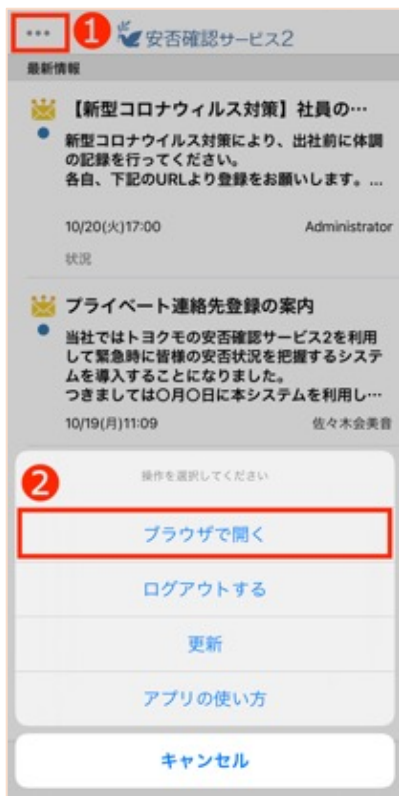 ••• 1 安否確認サービス2
最新情報
【新型コロナウィルス対策】社員の…
新型コロナウイルス対策により、出社前に体調
の記録を行ってください。
各自、下記のURLより登録をお願いします。...
10/20(火)17:00 Administrator
状況
プライベート連絡先登録の案内
当社ではトヨクモの安否確認サービス2を利用
して緊急時に皆様の安否状況を把握するシステ
ムを導入することになりました。
つきましては〇月〇日に本システムを利用し…
10/19(月)11:09 佐々木会美音
2 操作を選択してください
ブラウザで開く
ログアウトする
更新
アプリの使い方
キャンセル